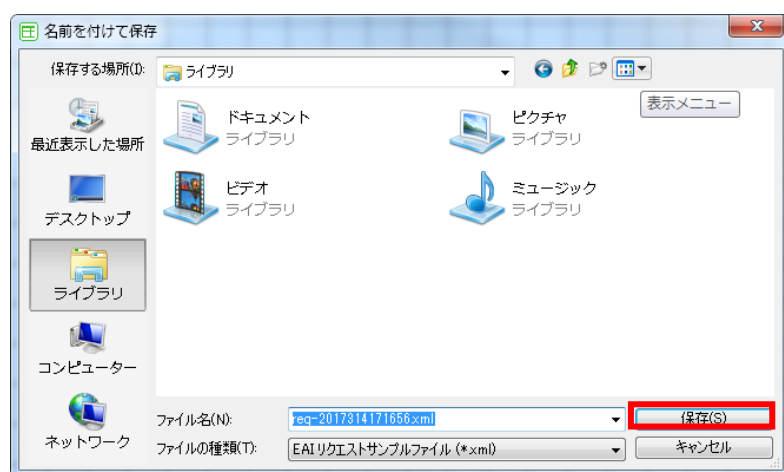 名前を付けて保存
保存する場所(I):
ライブラリ
表示メニュー
最近表示した場所
デスクトップ
ライブラリ
コンピューター
ネットワーク
ドキュメント
ライブラリ
ピクチャ
ライブラリ
ビデオ
ライブラリ
ミュージック
ライブラリ
ファイル名(N):
req-2017314171656.xml
保存(S)
ファイルの種類(T):
EAIリクエストサンプルファイル (*.xml)
キャンセル